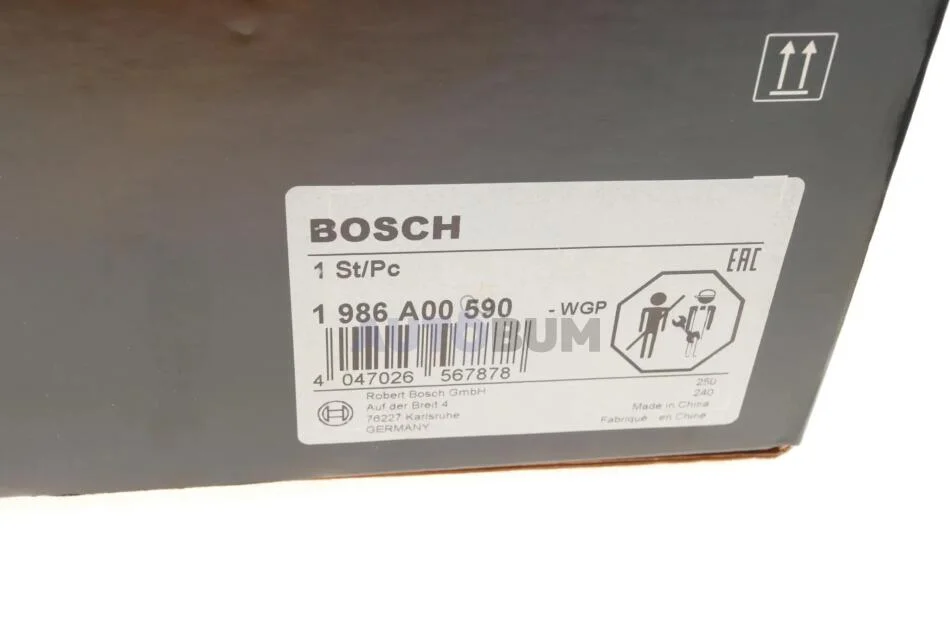 BOSCH
EAC
1 St/Pc
1 986 A00 590 - WGP
AUTOBUM
4 047026 567878
Robert Bosch GmbH
Auf der Breit 4
76227 Karlsruhe
GERMANY
250
240
Made in China
Fabriqué en Chine